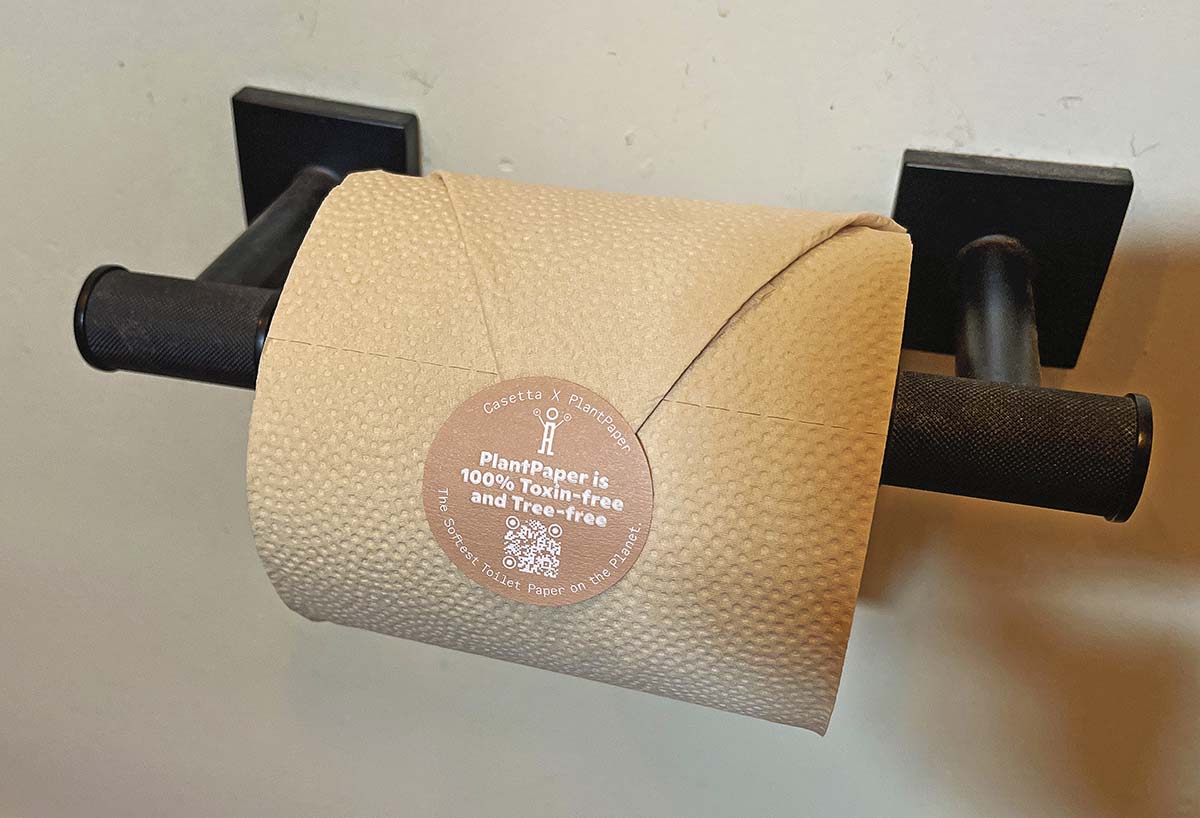 Casetta X PlantPaper
PlantPaper is
100% Toxin-free
and Tree-free
The Softest Toilet Paper on the Planet.